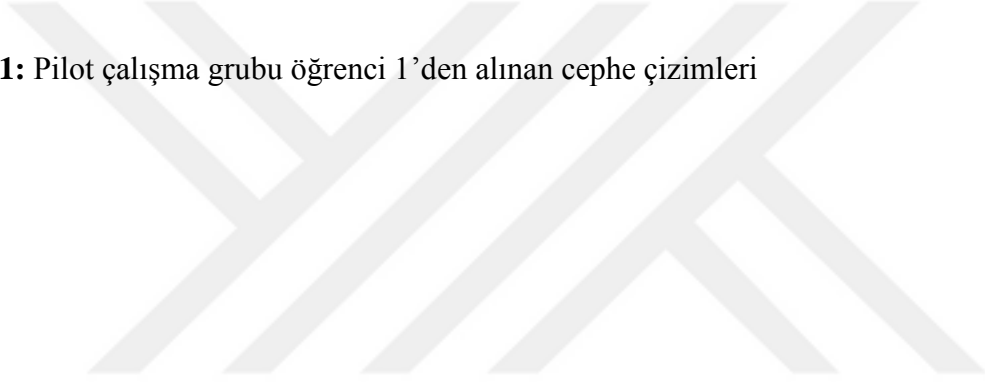 1: Pilot çalışma grubu öğrenci 1’den alınan cephe çizimleri